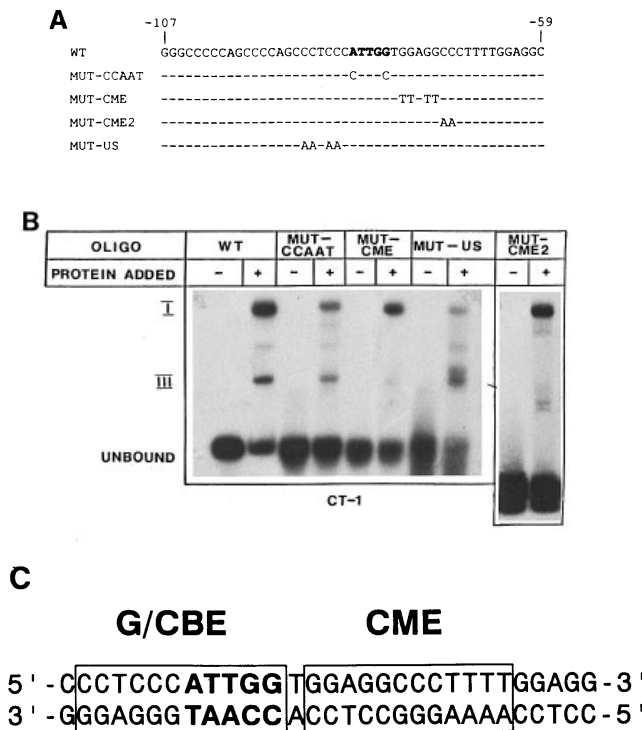 A
-107 -59
WT GGGCCCCCAGCCCCAGCCCTCCCATTGGTGGAGGCCCTTTTGGAGGC
MUT-CCAAT -----------------------C---C-------------------
MUT-CME -----------------------------TT-TT-------------
MUT-CME2 ----------------------------------AA-----------
MUT-US -----------------AA-AA-------------------------
B
OLIGO WT MUT-CCAAT MUT-CME MUT-US MUT-CME2
PROTEIN ADDED - + - + - + - + - +
I
III
UNBOUND
CT-1
C
G/CBE CME
5'-CCCTCCCATTGGTGGAGGCCCTTTTGGAGG-3'
3'-GGGAGGGTAACCACCTCCGGGAAAACCTCC-5'